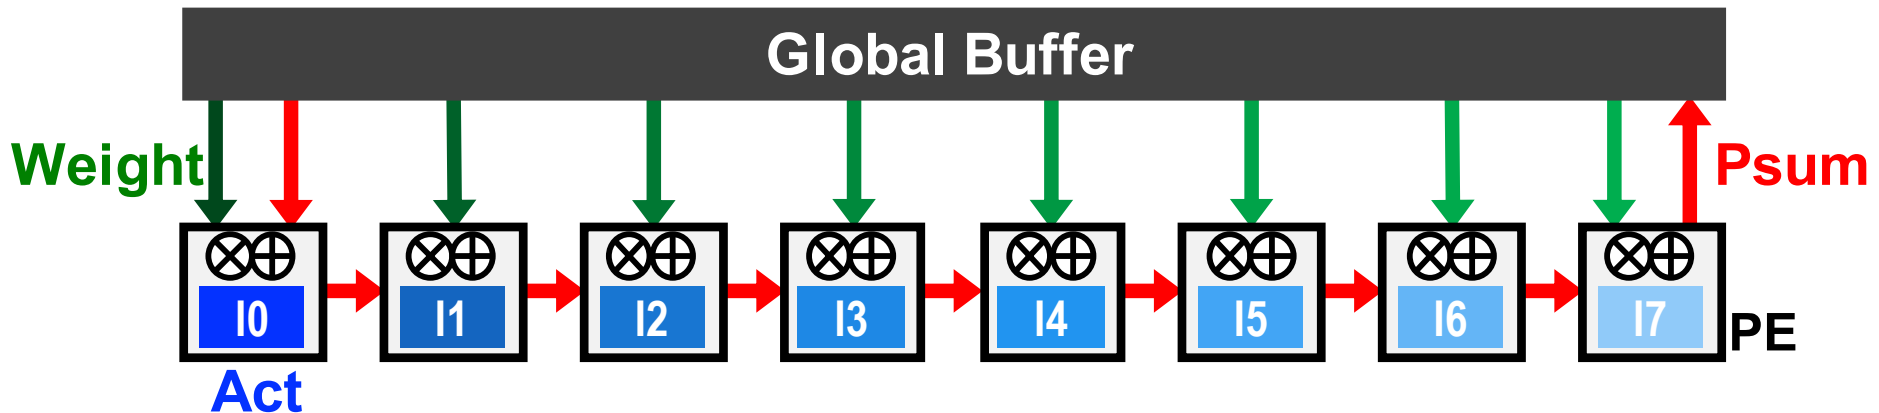 Global Buffer
Weight
Psum
I0 I1 I2 I3 I4 I5 I6 I7
PE
Act